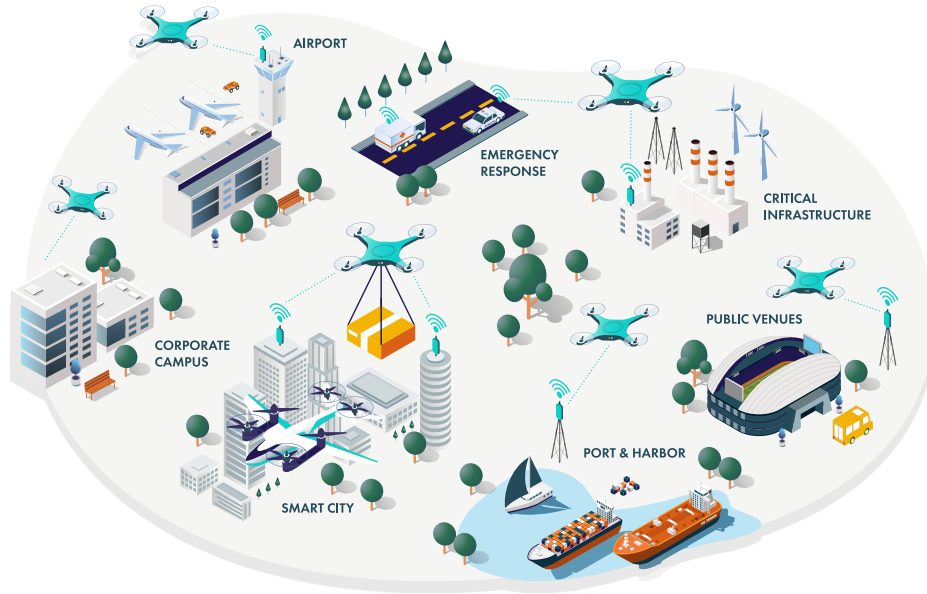 AIRPORT
EMERGENCY
RESPONSE
CRITICAL
INFRASTRUCTURE
PUBLIC VENUES
CORPORATE
CAMPUS
PORT & HARBOR
SMART CITY